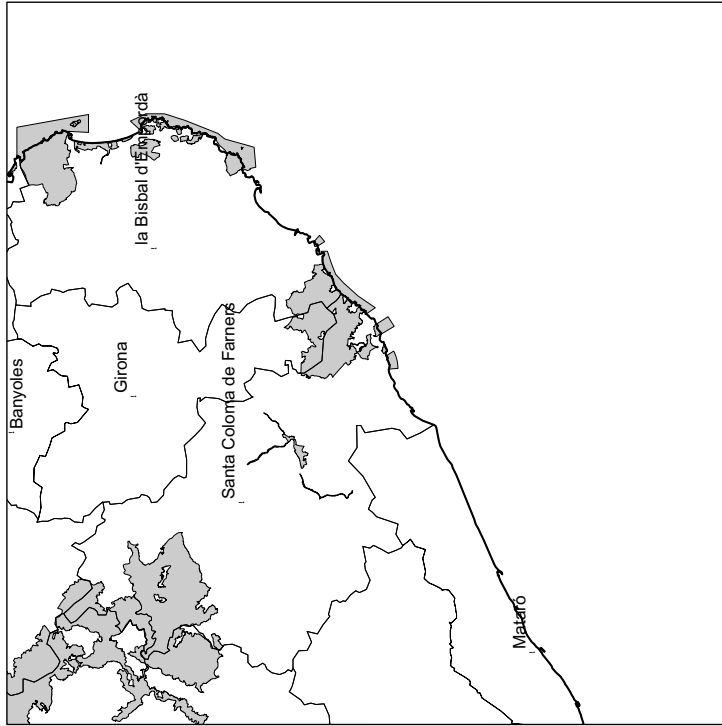 Banyoles
Girona
la Bisbal d'Empordà
Santa Coloma de Farners
Mataró